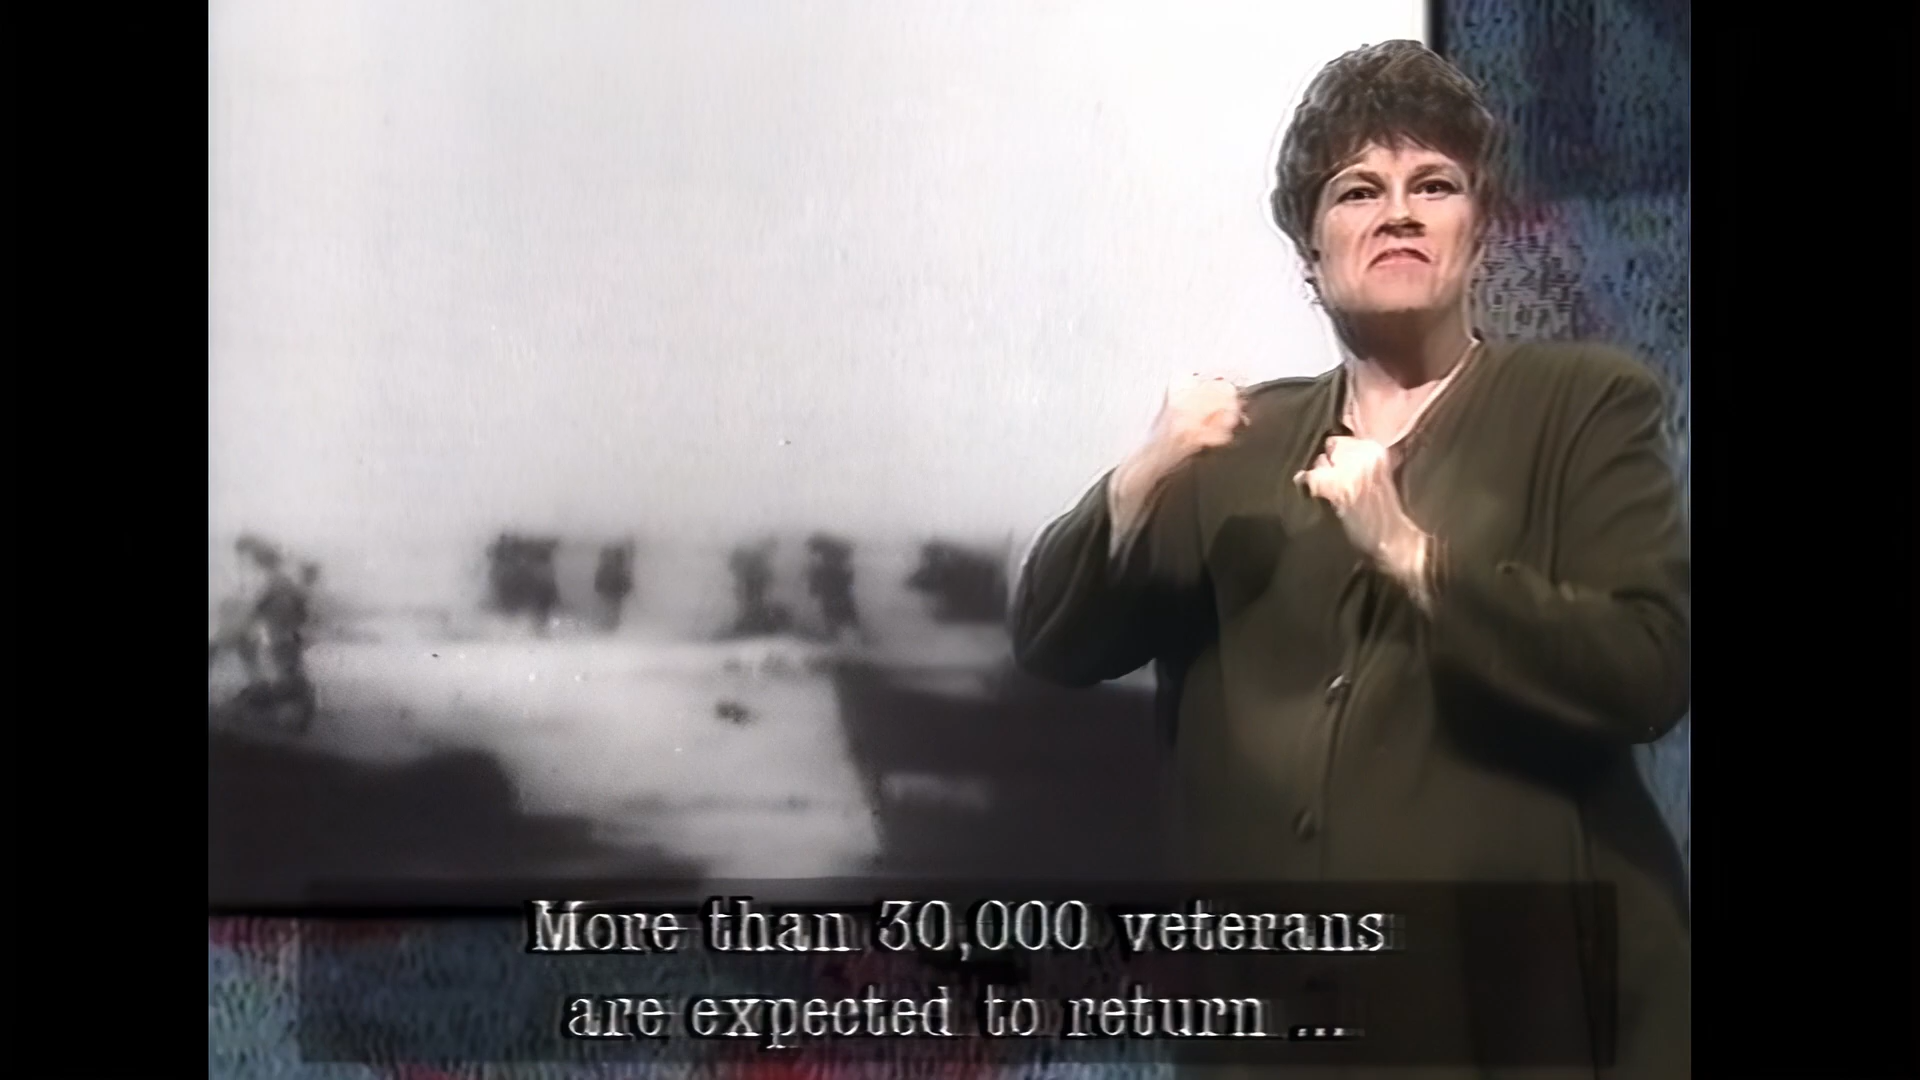 More than 30,000 veterans
are expected to return ...